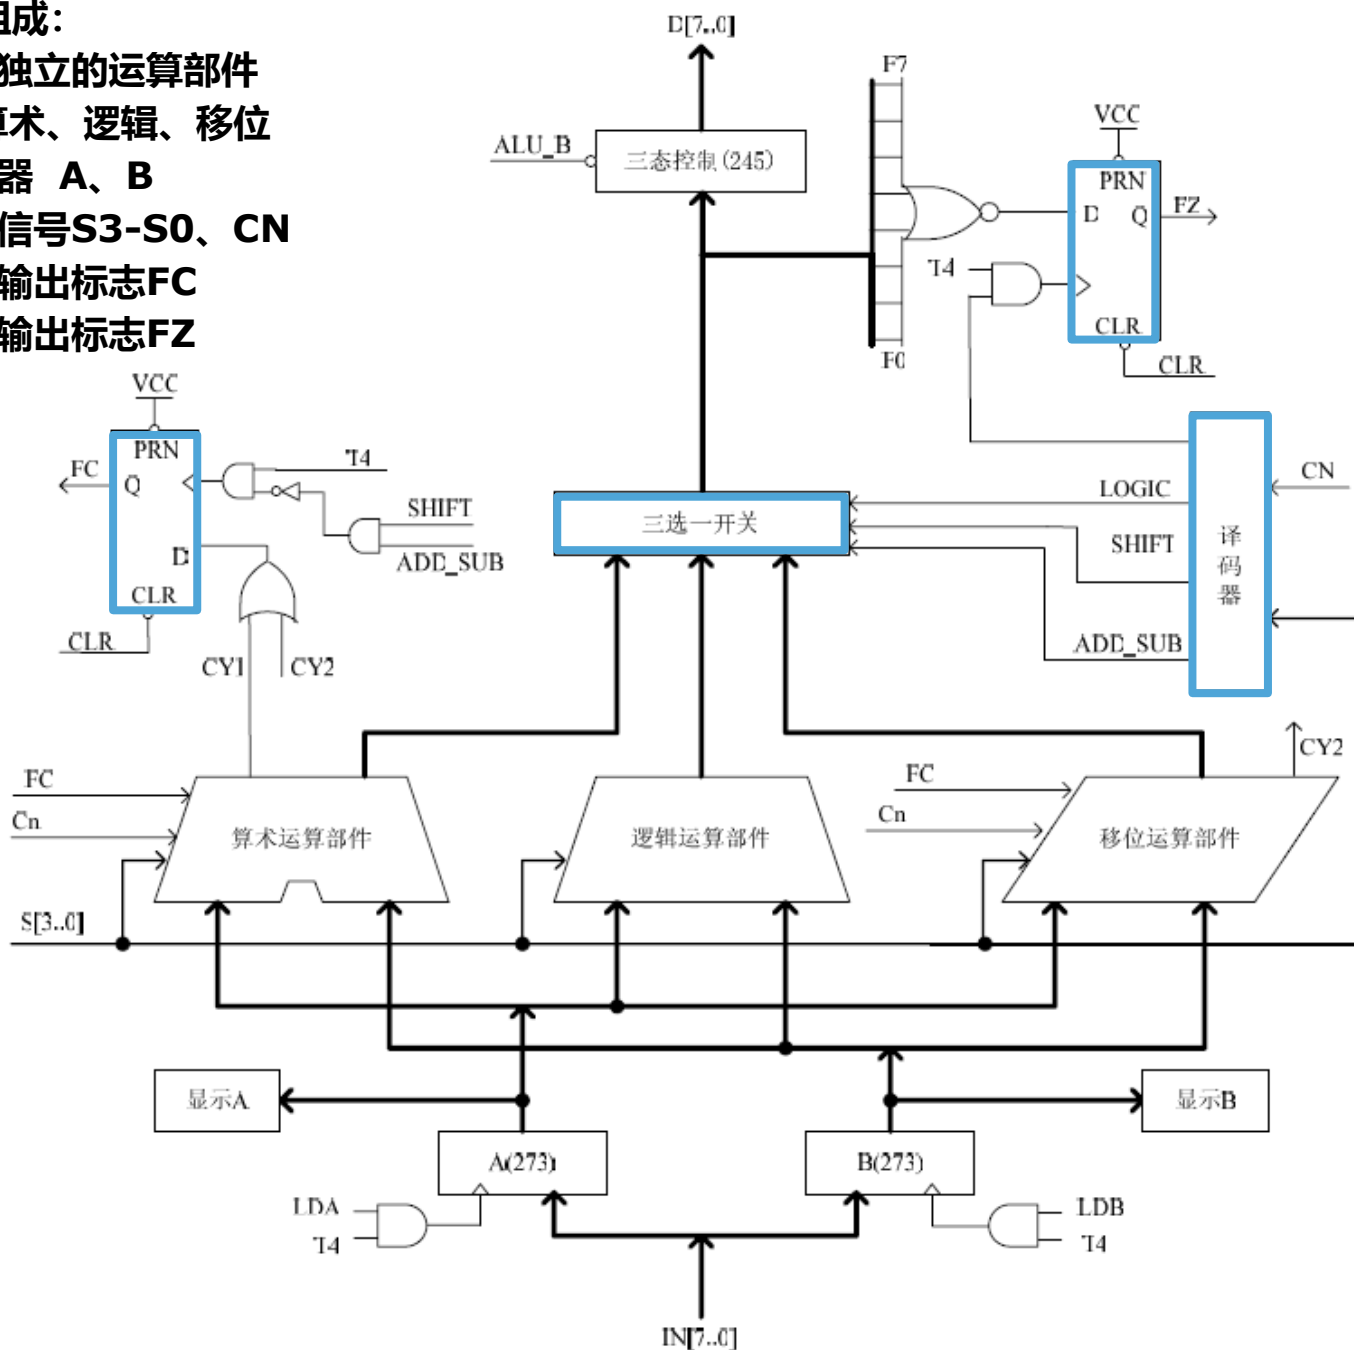 组成：
独立的运算部件
算术、逻辑、移位
器 A、B
信号S3-S0、CN
输出标志FC
输出标志FZ
D[7..0]
ALU_B
三态控制(245)
F7
F0
VCC
PRN
D
Q
FZ
T4
CLR
CLR
VCC
PRN
FC
Q
T4
SHIFT
D
ADD_SUB
CLR
CLR
CY1
CY2
三选一开关
LOGIC
SHIFT
ADD_SUB
译码器
CN
FC
Cn
算术运算部件
逻辑运算部件
FC
Cn
移位运算部件
CY2
S[3..0]
显示A
显示B
A(273)
B(273)
LDA
T4
LDB
T4
IN[7..0]